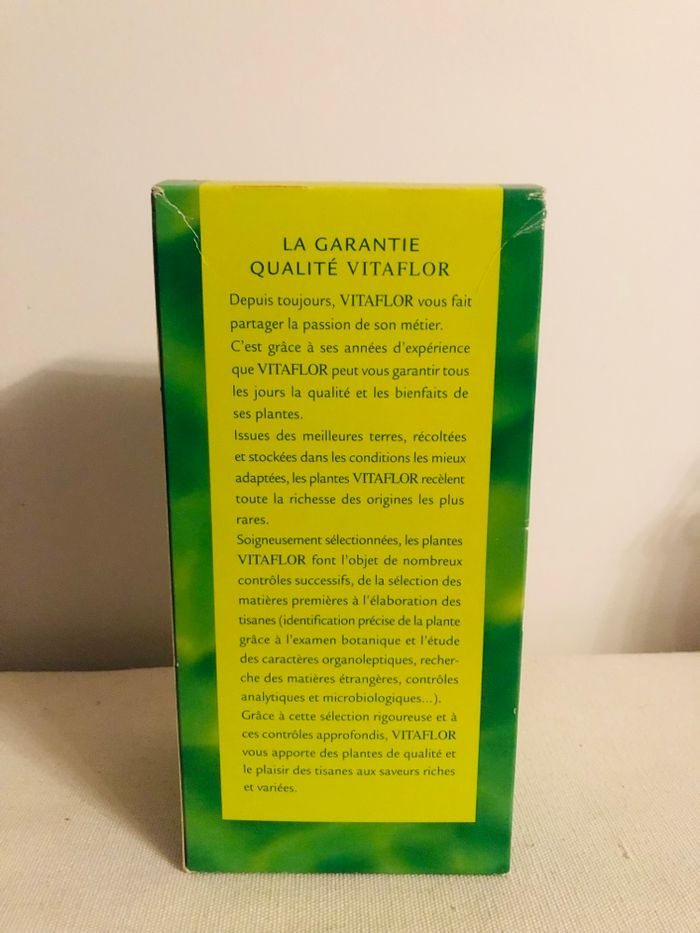 LA GARANTIE
QUALITÉ VITAFLOR
Depuis toujours, VITAFLOR vous fait
partager la passion de son métier.
C'est grâce à ses années d'expérience
que VITAFLOR peut vous garantir tous
les jours la qualité et les bienfaits de
ses plantes.
Issues des meilleures terres, récoltées
et stockées dans les conditions les mieux
adaptées, les plantes VITAFLOR recèlent
toute la richesse des origines les plus
rares.
Soigneusement sélectionnées, les plantes
VITAFLOR font l'objet de nombreux
contrôles successifs, de la sélection des
matières premières à l'élaboration des
tisanes (identification précise de la plante
grâce à l'examen botanique et l'étude
des caractères organoleptiques, recher-
che des matières étrangères, contrôles
analytiques et microbiologiques...).
Grâce à cette sélection rigoureuse et à
ces contrôles approfondis, VITAFLOR
vous apporte des plantes de qualité et
le plaisir des tisanes aux saveurs riches
et variées.